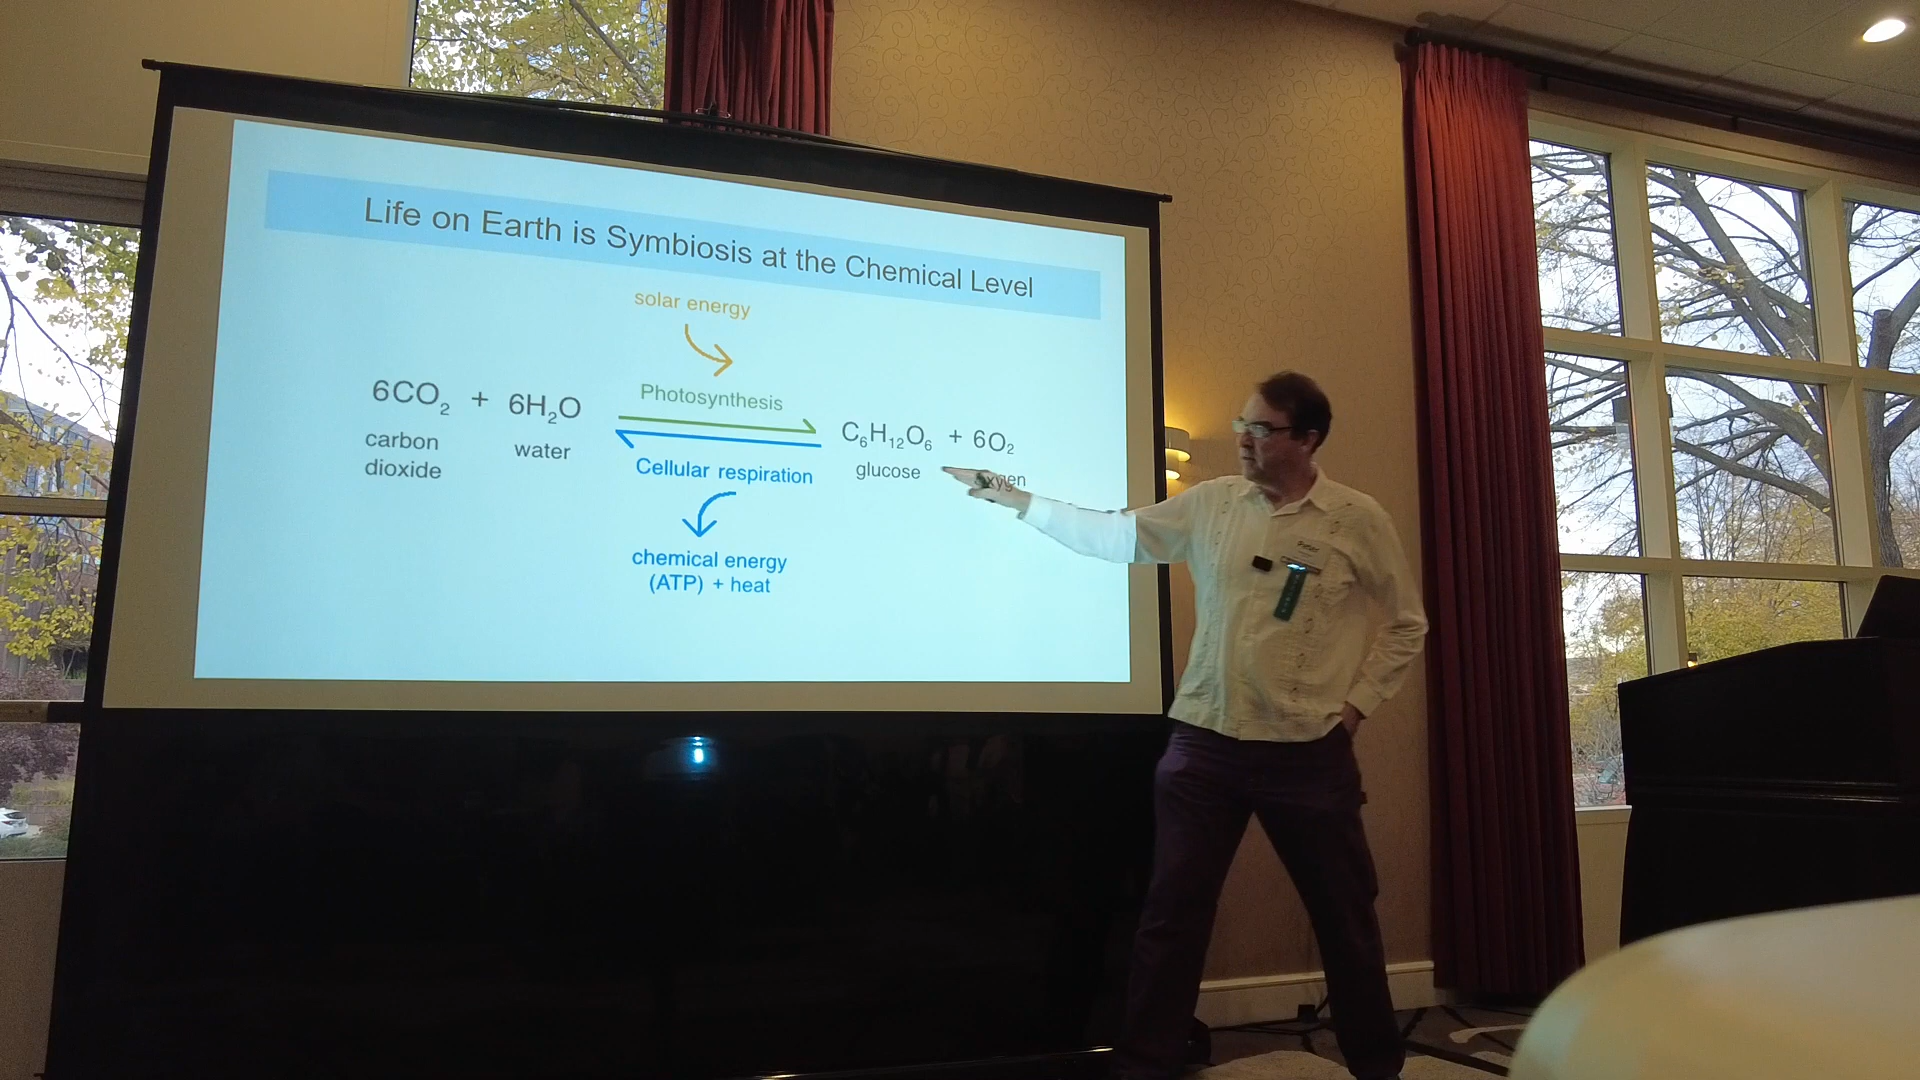 Life on Earth is Symbiosis at the Chemical Level
solar energy
Photosynthesis
6CO₂ + 6H₂O
C₆H₁₂O₆ + 6O₂
carbon
dioxide
water
glucose
Cellular respiration
chemical energy
(ATP) + heat